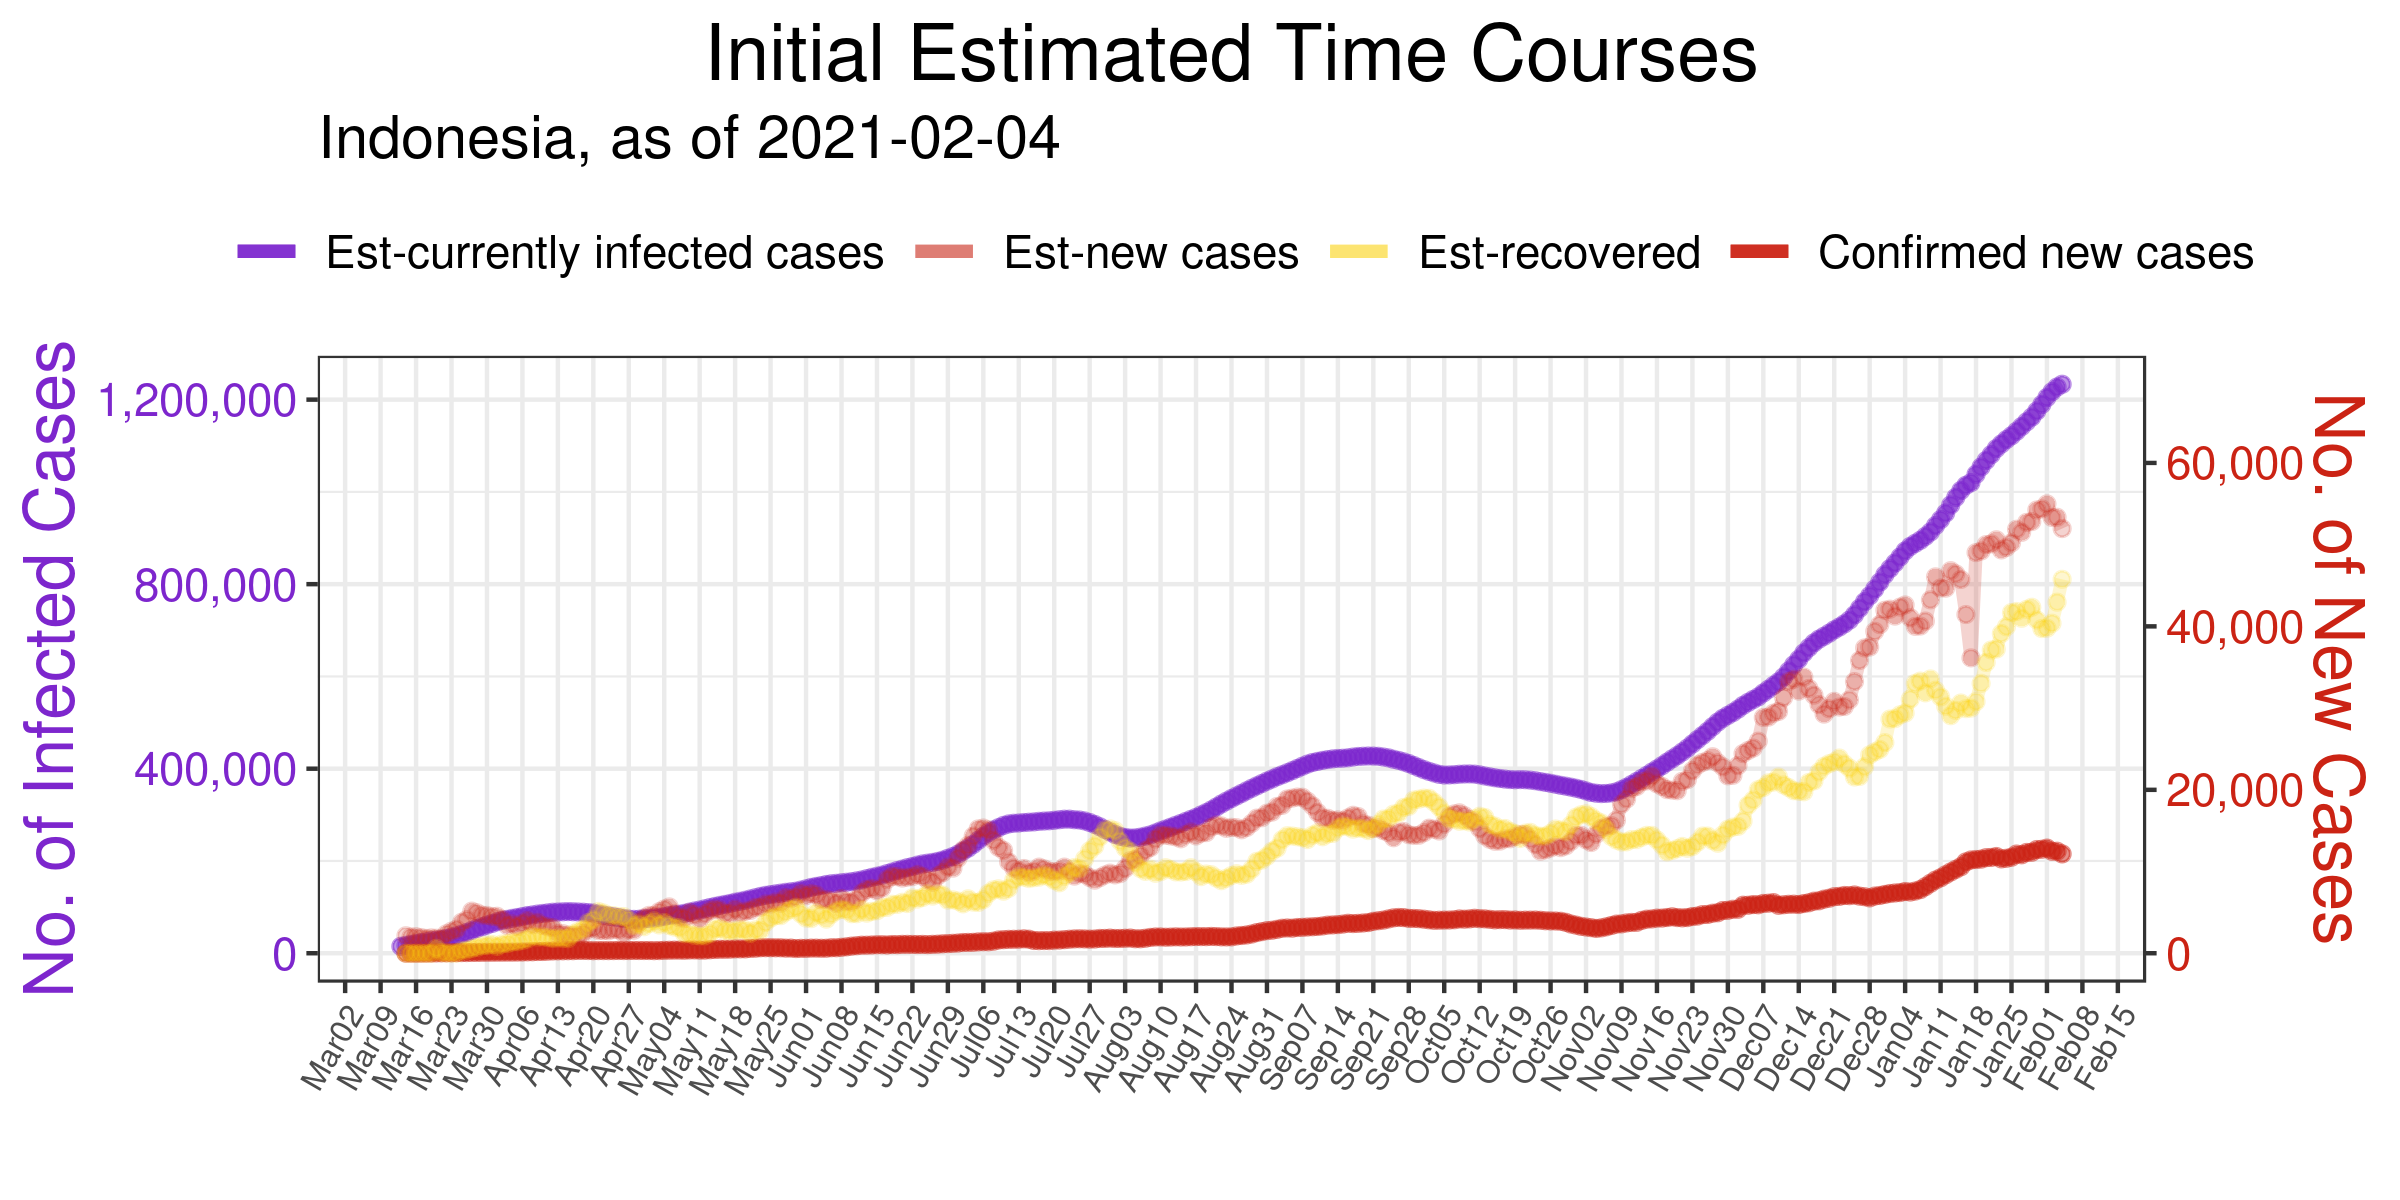 Initial Estimated Time Courses
Indonesia, as of 2021-02-04
Est-currently infected cases Est-new cases Est-recovered Confirmed new cases
No. of Infected Cases
1,200,000
800,000
400,000
0
60,000
40,000
20,000
0
No. of New Cases
Mar02 Mar09 Mar16 Mar23 Mar30 Apr06 Apr13 Apr20 Apr27 May04 May11 May18 May25 Jun01 Jun08 Jun15 Jun22 Jun29 Jul06 Jul13 Jul20 Jul27 Aug03 Aug10 Aug17 Aug24 Aug31 Sep07 Sep14 Sep21 Sep28 Oct05 Oct12 Oct19 Oct26 Nov02 Nov09 Nov16 Nov23 Nov30 Dec07 Dec14 Dec21 Dec28 Jan04 Jan11 Jan18 Jan25 Feb01 Feb08 Feb15